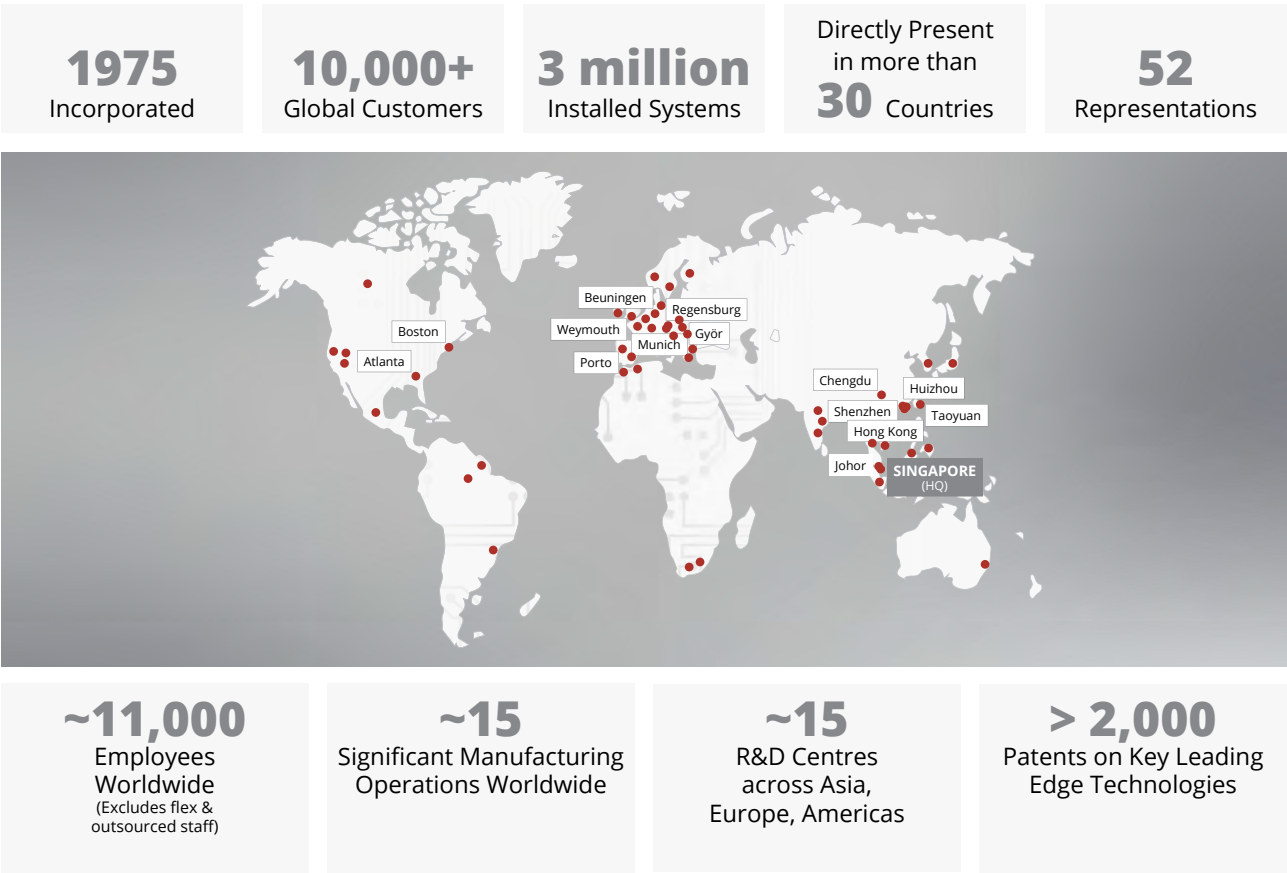 1975
Incorporated
10,000+
Global Customers
3 million
Installed Systems
Directly Present
in more than
30 Countries
52
Representations
Beuningen
Regensburg
Weymouth
Boston
Györ
Munich
Atlanta
Porto
Chengdu
Huizhou
Shenzhen
Taoyuan
Hong Kong
Johor
SINGAPORE
(HQ)
~11,000
Employees
Worldwide
(Excludes flex &
outsourced staff)
~15
Significant Manufacturing
Operations Worldwide
~15
R&D Centres
across Asia,
Europe, Americas
> 2,000
Patents on Key Leading
Edge Technologies